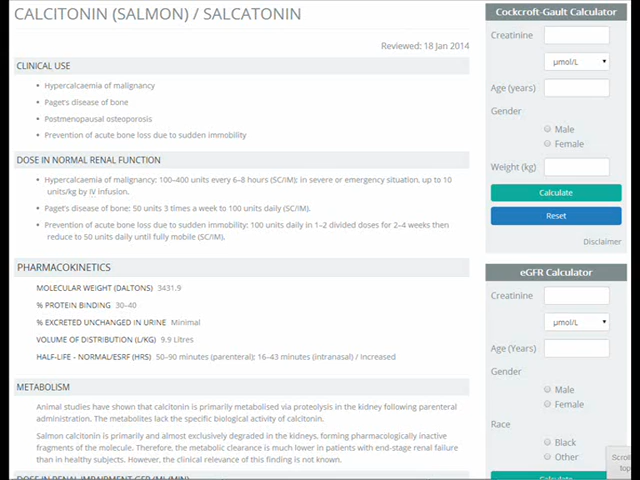 CALCITONIN (SALMON) / SALCATONIN
Reviewed: 18 Jan 2014
CLINICAL USE
• Hypercalcaemia of malignancy
• Paget's disease of bone
• Postmenopausal osteoporosis
• Prevention of acute bone loss due to sudden immobility
DOSE IN NORMAL RENAL FUNCTION
• Hypercalcaemia of malignancy: 100–400 units every 6–8 hours (SC/IM); in severe or emergency situation, up to 10
units/kg by IV infusion.
• Paget's disease of bone: 50 units 3 times a week to 100 units daily (SC/IM).
• Prevention of acute bone loss due to sudden immobility: 100 units daily in 1–2 divided doses for 2–4 weeks then
reduce to 50 units daily until fully mobile (SC/IM).
PHARMACOKINETICS
MOLECULAR WEIGHT (DALTONS) 3431.9
% PROTEIN BINDING 30–40
% EXCRETED UNCHANGED IN URINE Minimal
VOLUME OF DISTRIBUTION (L/KG) 9.9 Litres
HALF-LIFE - NORMAL/ESRF (HRS) 50–90 minutes (parenteral); 16–43 minutes (intranasal) / Increased
METABOLISM
Animal studies have shown that calcitonin is primarily metabolised via proteolysis in the kidney following parenteral
administration. The metabolites lack the specific biological activity of calcitonin.
Salmon calcitonin is primarily and almost exclusively degraded in the kidneys, forming pharmacologically inactive
fragments of the molecule. Therefore, the metabolic clearance is much lower in patients with end-stage renal failure
than in healthy subjects. However, the clinical relevance of this finding is not known.
DOSE IN RENAL IMPAIRMENT GFR (ML/MIN)
Cockcroft-Gault Calculator
Creatinine
µmol/L
Age (years)
Gender
Male
Female
Weight (kg)
Calculate
Reset
Disclaimer
eGFR Calculator
Creatinine
µmol/L
Age (Years)
Gender
Male
Female
Race
Black
Other
Calculate
Scroll
top